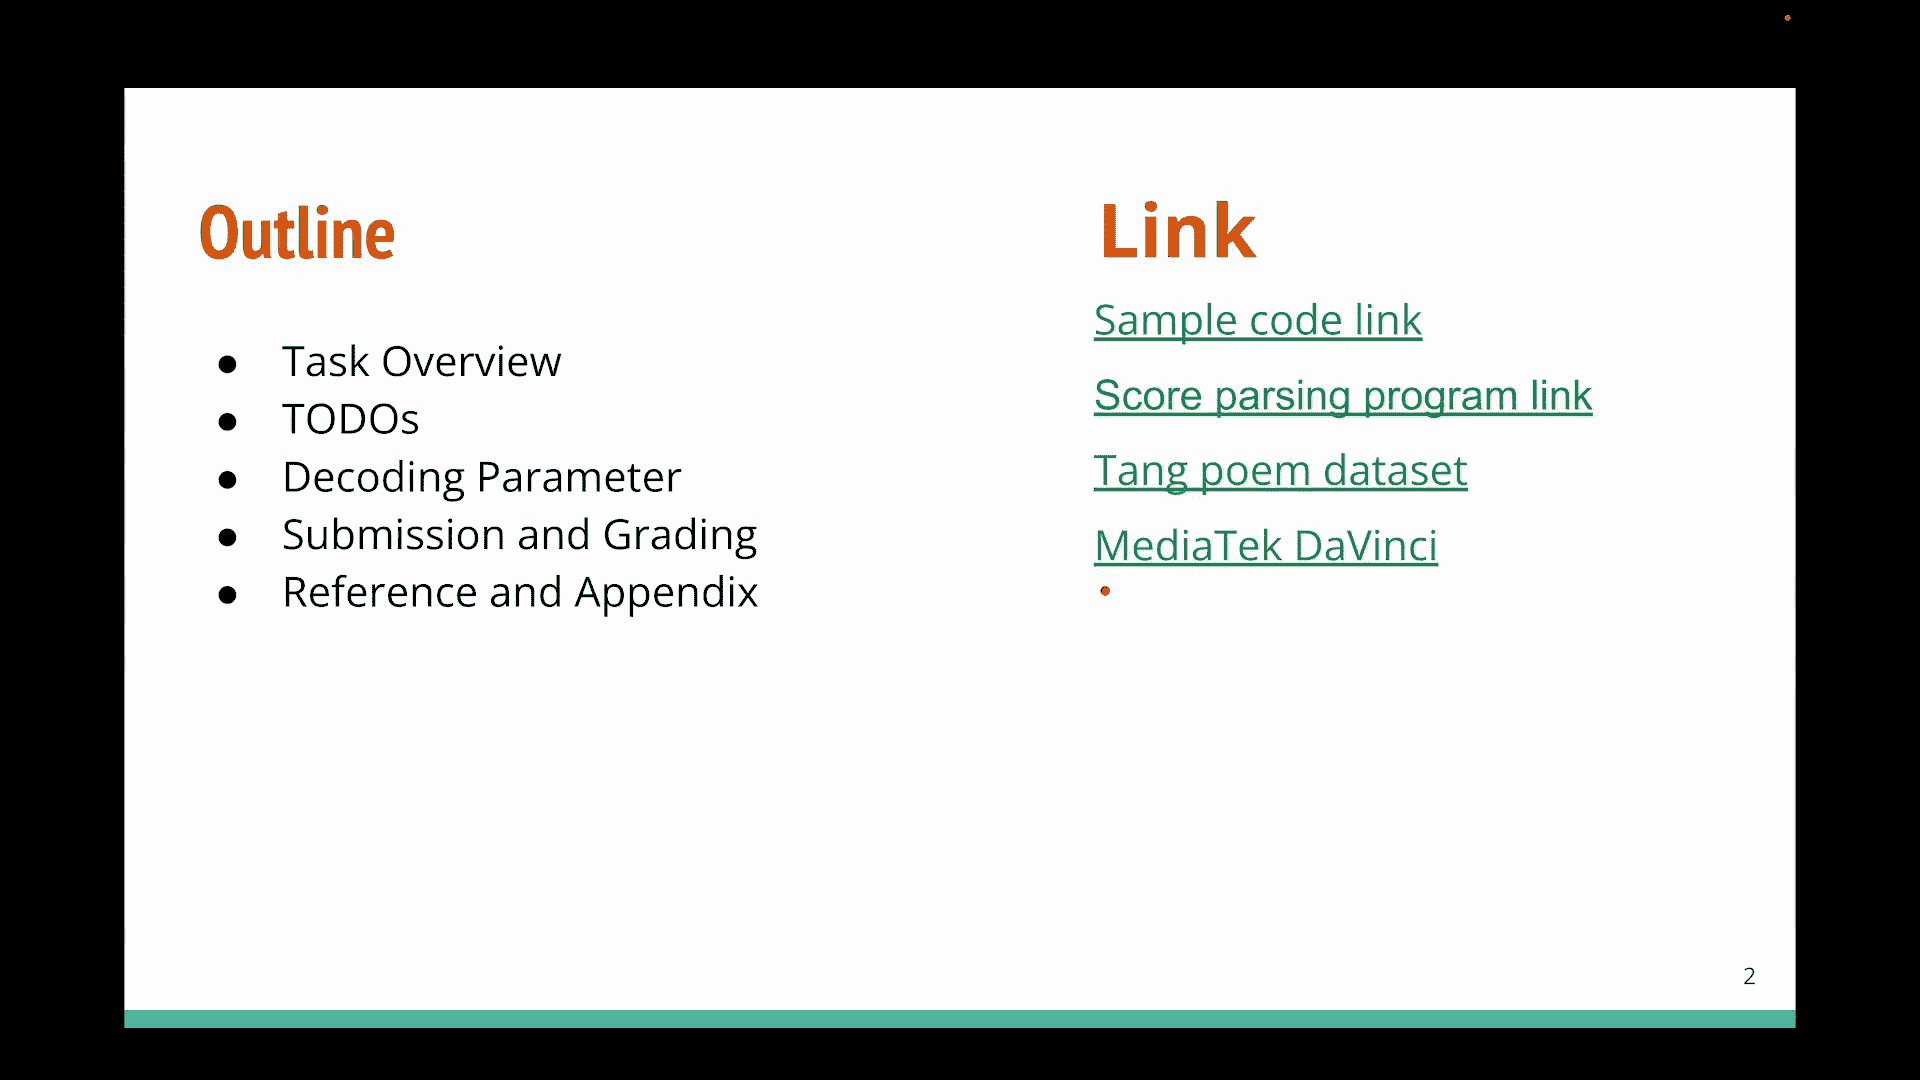 Outline
● Task Overview
● TODOs
● Decoding Parameter
● Submission and Grading
● Reference and Appendix
Link
Sample code link
Score parsing program link
Tang poem dataset
MediaTek DaVinci
2